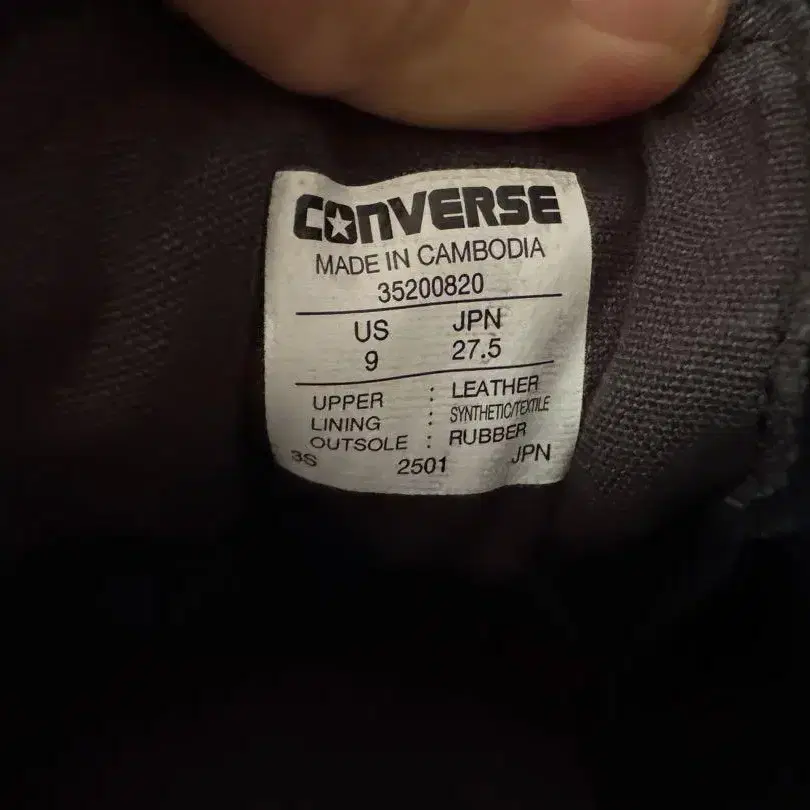 CONVERSE
MADE IN CAMBODIA
35200820
US JPN
9 27.5
UPPER : LEATHER
LINING : SYNTHETIC/TEXTILE
OUTSOLE : RUBBER
3S 2501 JPN